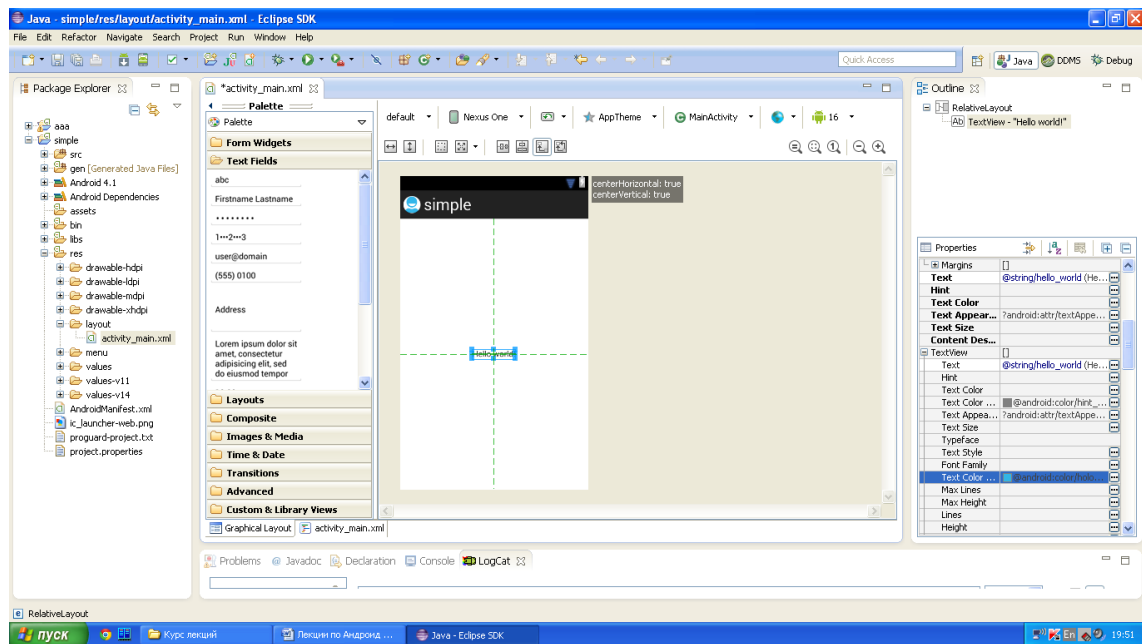 Java - simple/res/layout/activity_main.xml - Eclipse SDK
File Edit Refactor Navigate Search Project Run Window Help
Quick Access
Java DDMS Debug
Package Explorer
aaa
simple
src
gen [Generated Java Files]
Android 4.1
Android Dependencies
assets
bin
libs
res
drawable-hdpi
drawable-ldpi
drawable-mdpi
drawable-xhdpi
layout
activity_main.xml
menu
values
values-v11
values-v14
AndroidManifest.xml
ic_launcher-web.png
proguard-project.txt
project.properties
*activity_main.xml
Palette
Palette
Form Widgets
Text Fields
abc
Firstname Lastname
........
1···2···3
user@domain
(555) 0100
Address
Lorem ipsum dolor sit
amet, consectetur
adipisicing elit, sed
do eiusmod tempor
Layouts
Composite
Images & Media
Time & Date
Transitions
Advanced
Custom & Library Views
default Nexus One AppTheme MainActivity 16
simple
centerHorizontal: true
centerVertical: true
Hello world!
Graphical Layout activity_main.xml
Outline
RelativeLayout
Ab TextView - "Hello world!"
Properties
Margins []
Text @string/hello_world (He...
Hint
Text Color
Text Appear... ?android:attr/textAppe...
Text Size
Content Des...
TextView []
Text @string/hello_world (He...
Hint
Text Color
Text Color ... @android:color/hint_...
Text Appea... ?android:attr/textAppe...
Text Size
Typeface
Text Style
Font Family
Text Color ... @android:color/holo...
Max Lines
Max Height
Lines
Height
Problems @ Javadoc Declaration Console LogCat
RelativeLayout
пуск
Курс лекций
Лекции по Андроид ...
Java - Eclipse SDK
En
19:51